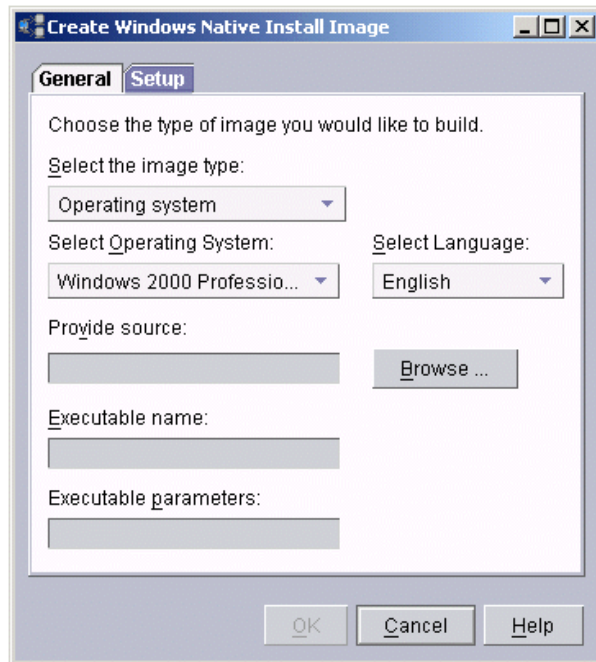 Create Windows Native Install Image
General Setup
Choose the type of image you would like to build.
Select the image type:
Operating system
Select Operating System: Select Language:
Windows 2000 Professio... English
Provide source:
Browse ...
Executable name:
Executable parameters:
OK Cancel Help